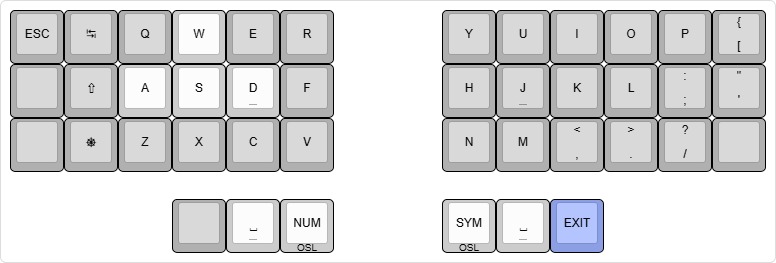 ESC ↹ Q W E R Y U I O P { [
⇧ A S D _ F H J _ K L : ; " '
⎈ Z X C V N M < , > . ? /
⎵ _ NUM OSL SYM OSL ⎵ _ EXIT